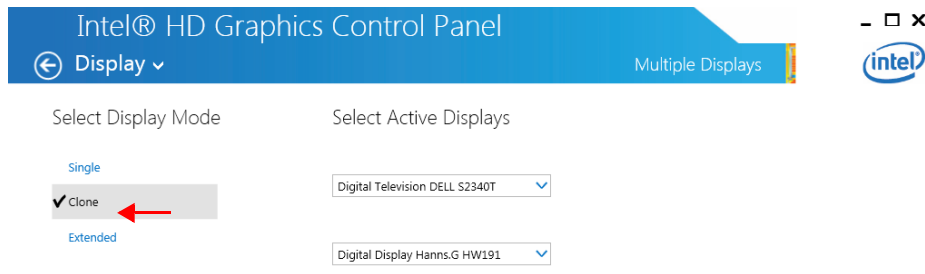 Intel® HD Graphics Control Panel
Display
Multiple Displays
intel
Select Display Mode
Select Active Displays
Single
Digital Television DELL S2340T
Clone
Extended
Digital Display Hanns.G HW191